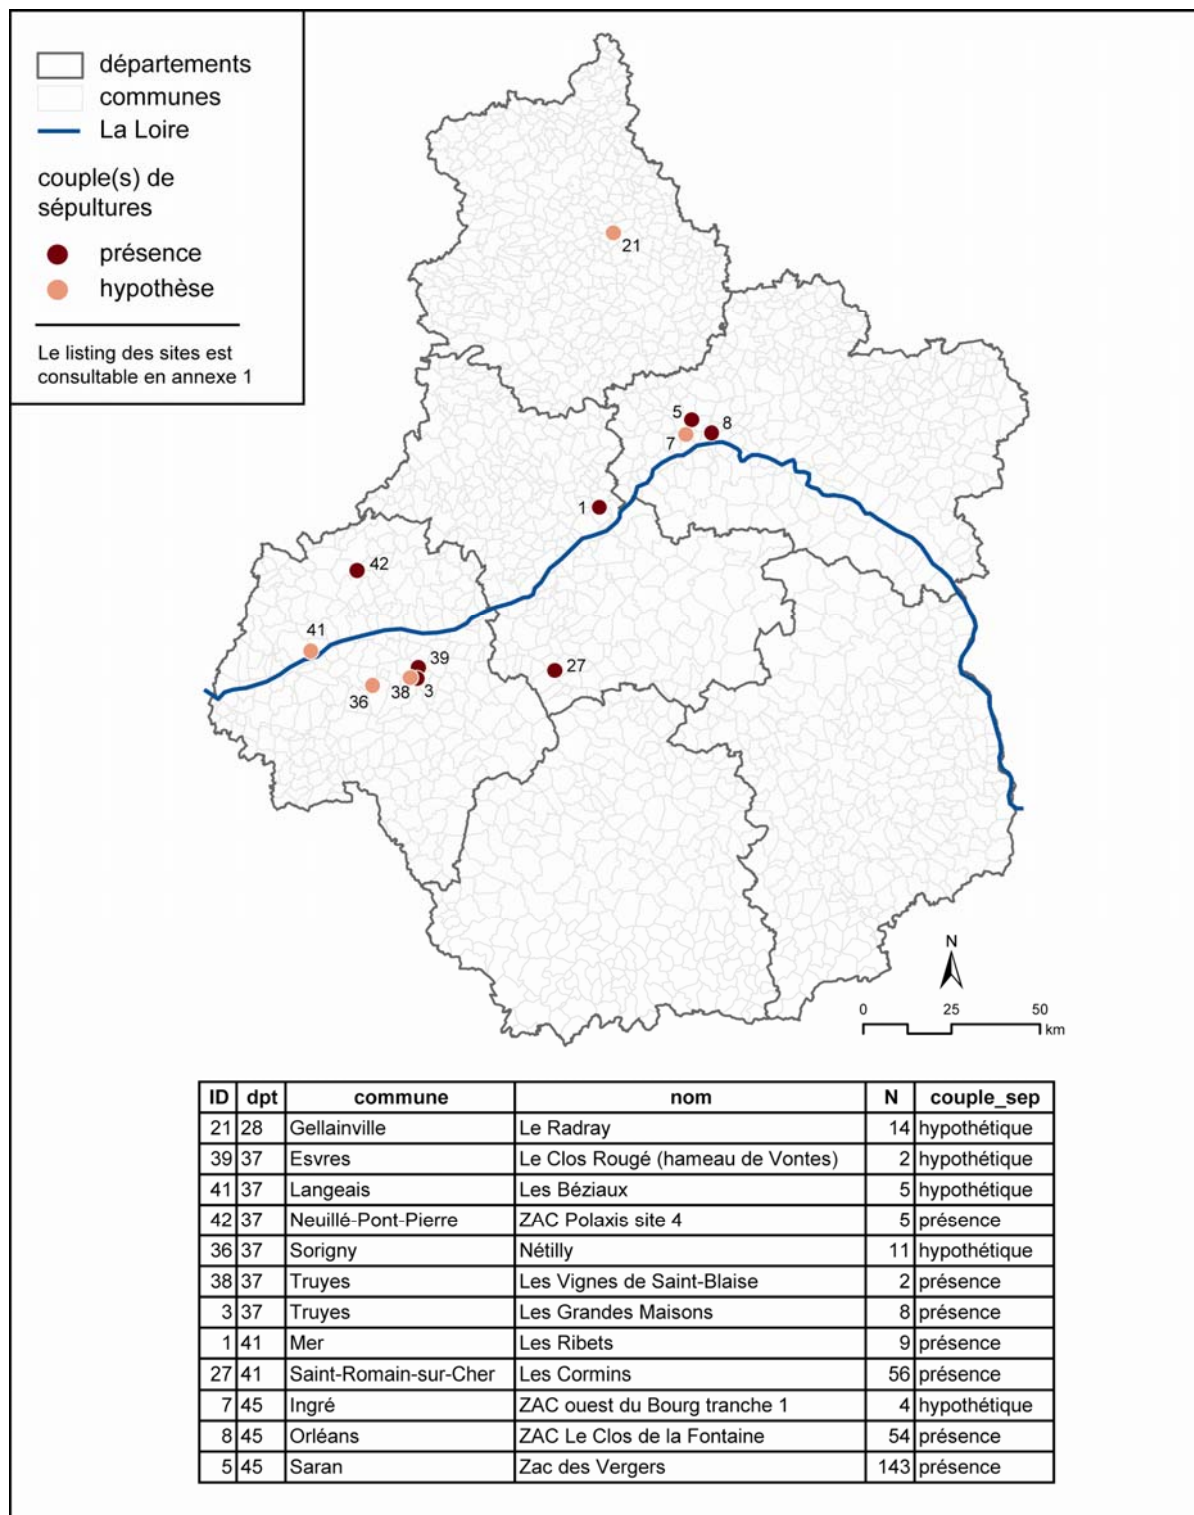 départements
communes
La Loire
couple(s) de
sépultures
présence
hypothèse
Le listing des sites est
consultable en annexe 1
21
5
8
7
1
42
41
39
27
38
3
36
N
0 25 50
km
ID dpt commune nom N couple_sep
21 28 Gellainville Le Radray 14 hypothétique
39 37 Esvres Le Clos Rougé (hameau de Vontes) 2 hypothétique
41 37 Langeais Les Béziaux 5 hypothétique
42 37 Neuillé-Pont-Pierre ZAC Polaxis site 4 5 présence
36 37 Sorigny Nétilly 11 hypothétique
38 37 Truyes Les Vignes de Saint-Blaise 2 présence
3 37 Truyes Les Grandes Maisons 8 présence
1 41 Mer Les Ribets 9 présence
27 41 Saint-Romain-sur-Cher Les Cormins 56 présence
7 45 Ingré ZAC ouest du Bourg tranche 1 4 hypothétique
8 45 Orléans ZAC Le Clos de la Fontaine 54 présence
5 45 Saran Zac des Vergers 143 présence